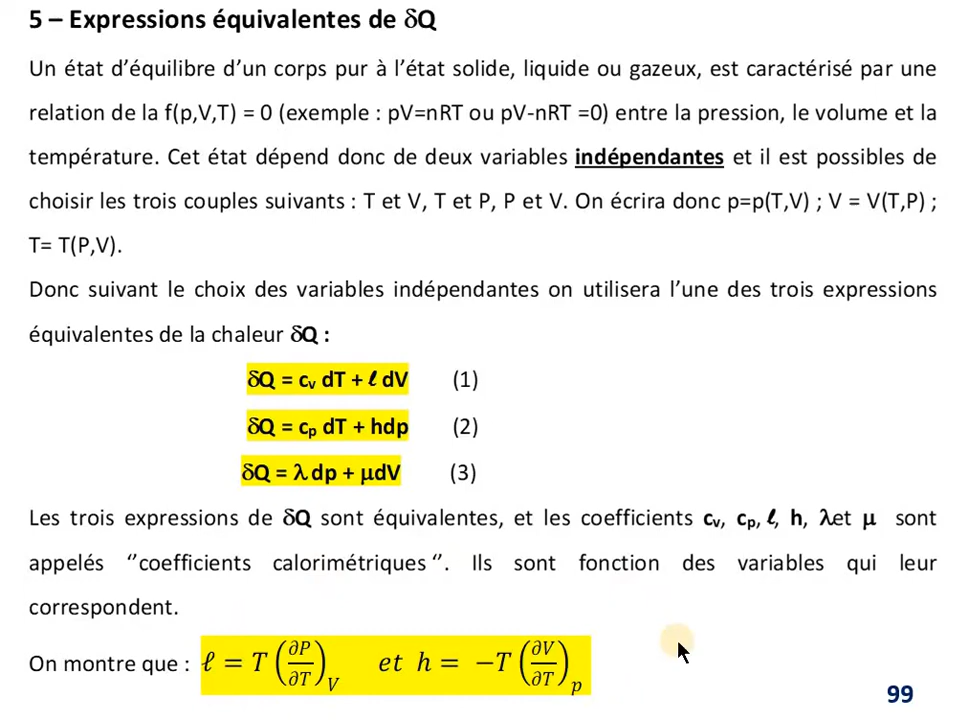 5 – Expressions équivalentes de δQ
Un état d’équilibre d’un corps pur à l’état solide, liquide ou gazeux, est caractérisé par une
relation de la f(p,V,T) = 0 (exemple : pV=nRT ou pV-nRT =0) entre la pression, le volume et la
température. Cet état dépend donc de deux variables indépendantes et il est possibles de
choisir les trois couples suivants : T et V, T et P, P et V. On écrira donc p=p(T,V) ; V = V(T,P) ;
T= T(P,V).
Donc suivant le choix des variables indépendantes on utilisera l’une des trois expressions
équivalentes de la chaleur δQ :
δQ = cᵥ dT + ℓ dV (1)
δQ = cₚ dT + hdp (2)
δQ = λ dp + μdV (3)
Les trois expressions de δQ sont équivalentes, et les coefficients cᵥ, cₚ, ℓ, h, λet μ sont
appelés ‘’coefficients calorimétriques ‘’. Ils sont fonction des variables qui leur
correspondent.
On montre que : ℓ = T (∂P/∂T)_V et h = −T (∂V/∂T)_p
99